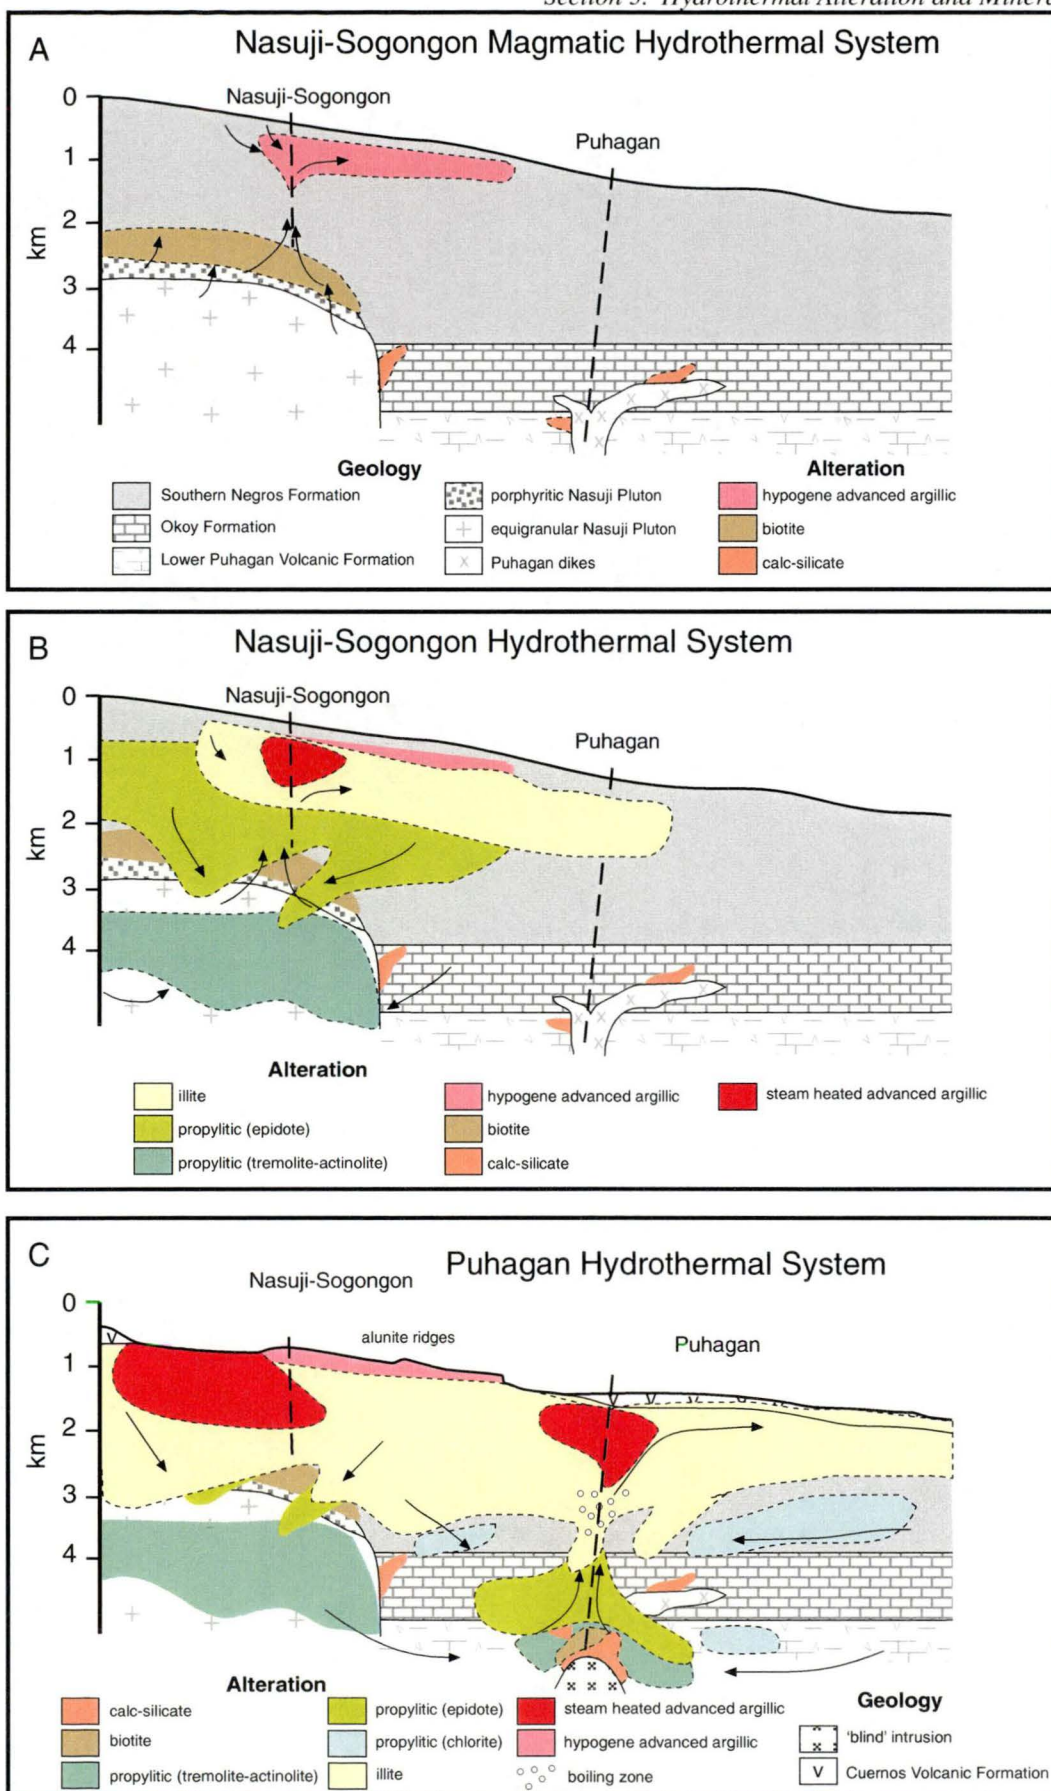 Section 5. Hydrothermal Alteration and Minera
A
Nasuji-Sogongon Magmatic Hydrothermal System
Nasuji-Sogongon
Puhagan
0
1
2
3
4
km
Geology
Alteration
Southern Negros Formation
porphyritic Nasuji Pluton
hypogene advanced argillic
Okoy Formation
equigranular Nasuji Pluton
biotite
Lower Puhagan Volcanic Formation
Puhagan dikes
calc-silicate
B
Nasuji-Sogongon Hydrothermal System
Nasuji-Sogongon
Puhagan
0
1
2
3
4
km
Alteration
illite
hypogene advanced argillic
steam heated advanced argillic
propylitic (epidote)
biotite
propylitic (tremolite-actinolite)
calc-silicate
C
Puhagan Hydrothermal System
Nasuji-Sogongon
alunite ridges
Puhagan
0
1
2
3
4
km
V
V
V
V
V
Alteration
Geology
calc-silicate
propylitic (epidote)
steam heated advanced argillic
'blind' intrusion
biotite
propylitic (chlorite)
hypogene advanced argillic
V
Cuernos Volcanic Formation
propylitic (tremolite-actinolite)
illite
boiling zone